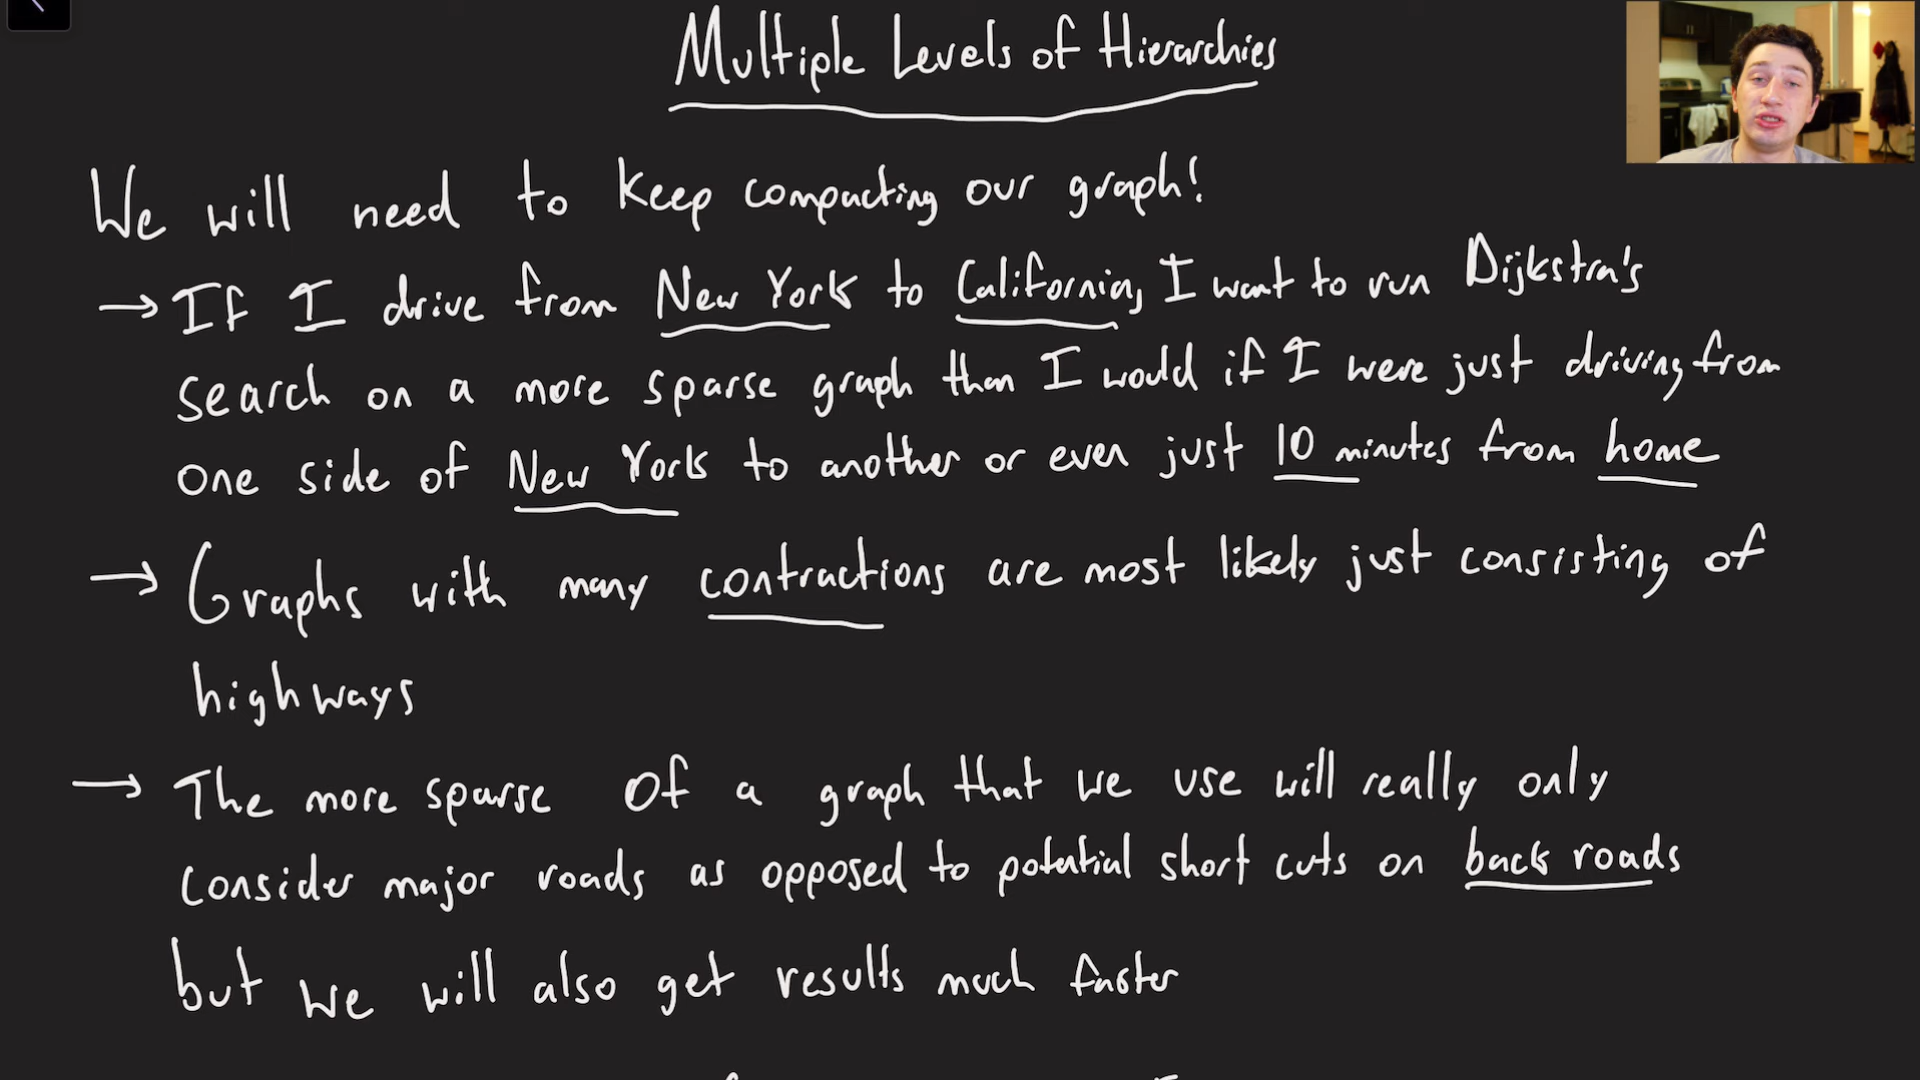 Multiple Levels of Hierarchies
We will need to keep compacting our graph!
→ If I drive from New York to California, I want to run Dijkstra's
search on a more sparse graph than I would if I were just driving from
one side of New York to another or even just 10 minutes from home
→ Graphs with many contractions are most likely just consisting of
highways
→ The more sparse of a graph that we use will really only
consider major roads as opposed to potential short cuts on back roads
but we will also get results much faster